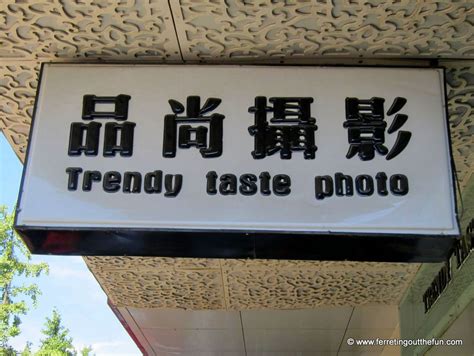 品尚攝影
Trendy taste photo
© www.ferretingoutthefun.com